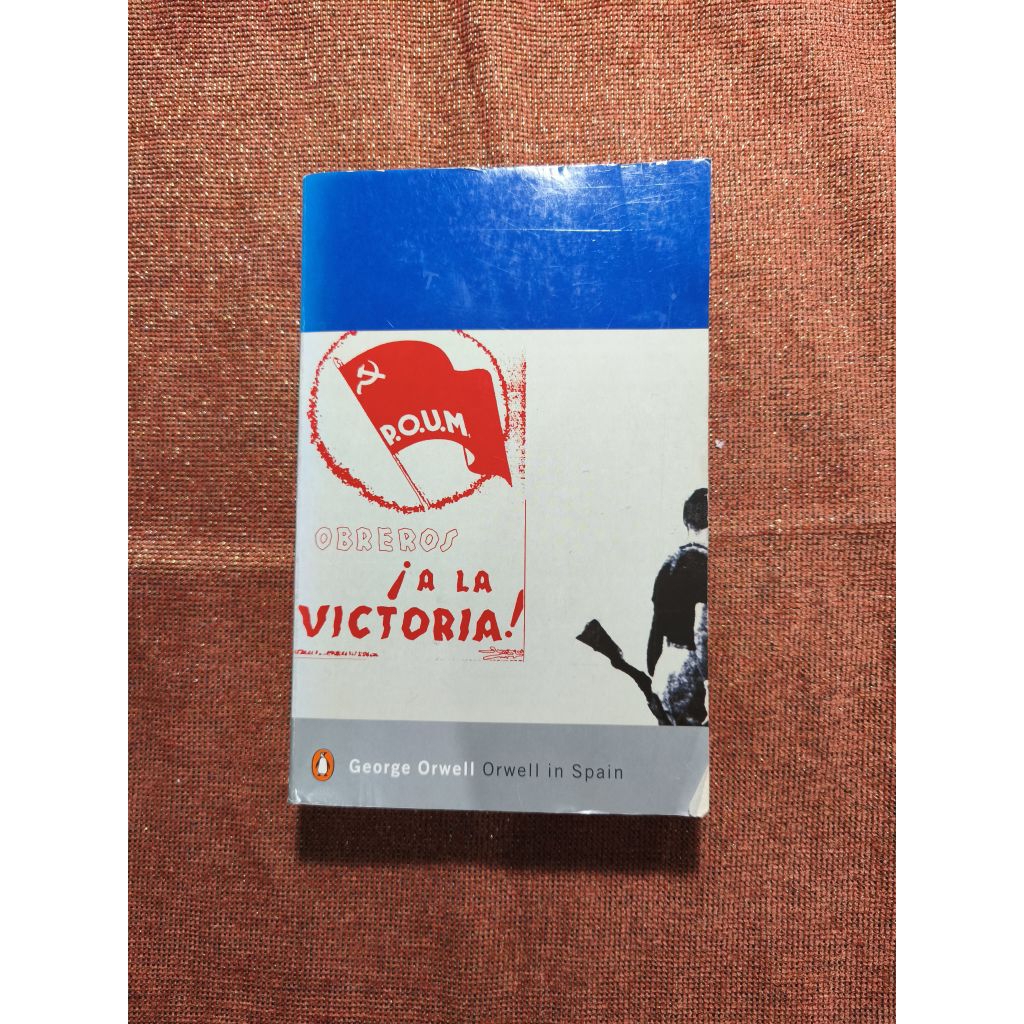 P.O.U.M.
OBREROS
¡A LA
VICTORIA!
George Orwell Orwell in Spain